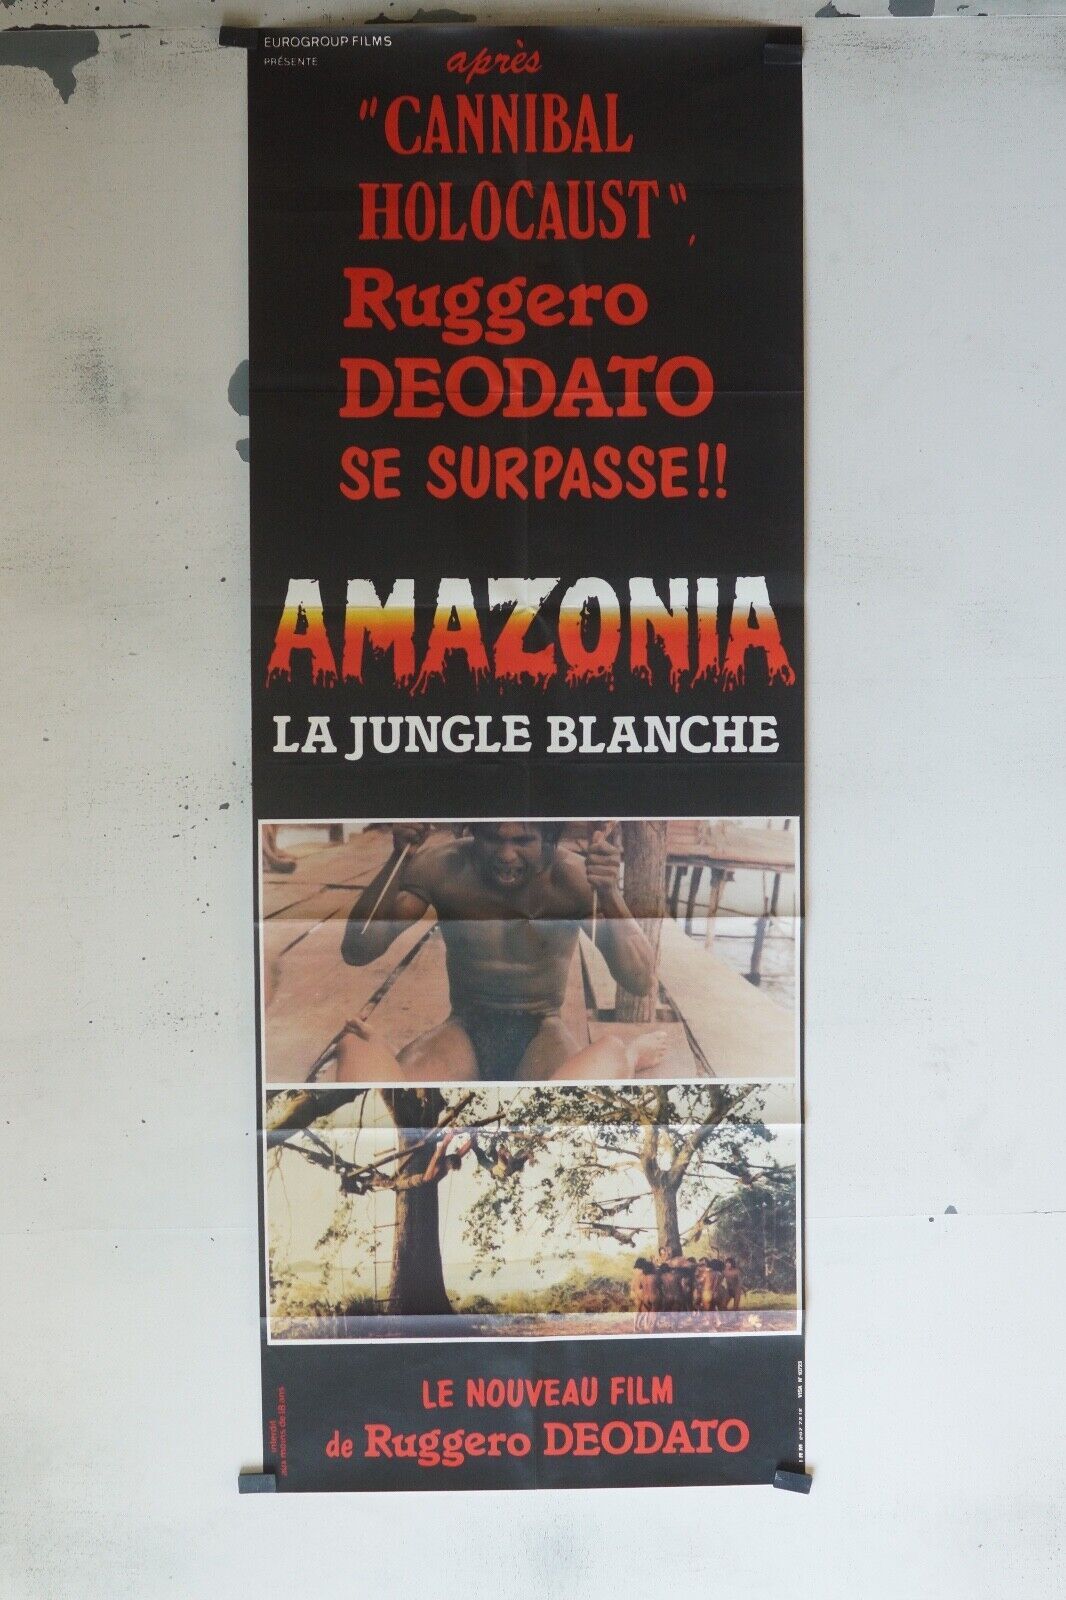 EUROGROUP FILMS
PRÉSENTE
après
"CANNIBAL
HOLOCAUST",
Ruggero
DEODATO
SE SURPASSE!!
AMAZONIA
LA JUNGLE BLANCHE
LE NOUVEAU FILM
de Ruggero DEODATO
interdit
aux moins de 18 ans